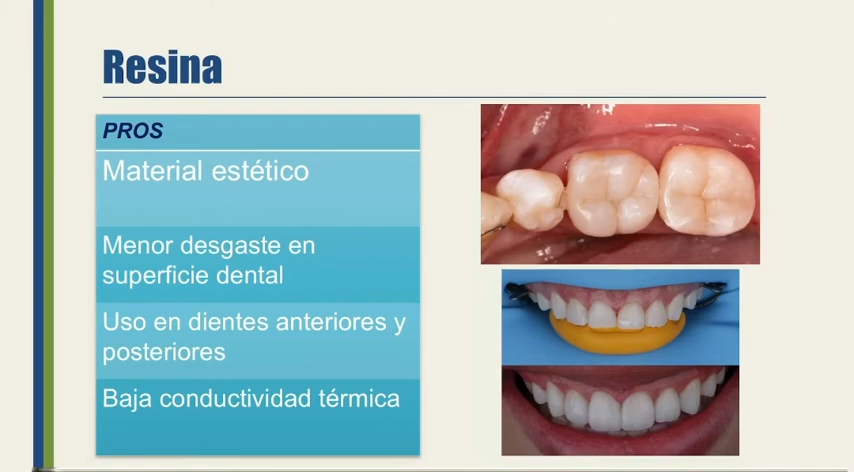 Resina
PROS
Material estético
Menor desgaste en
superficie dental
Uso en dientes anteriores y
posteriores
Baja conductividad térmica